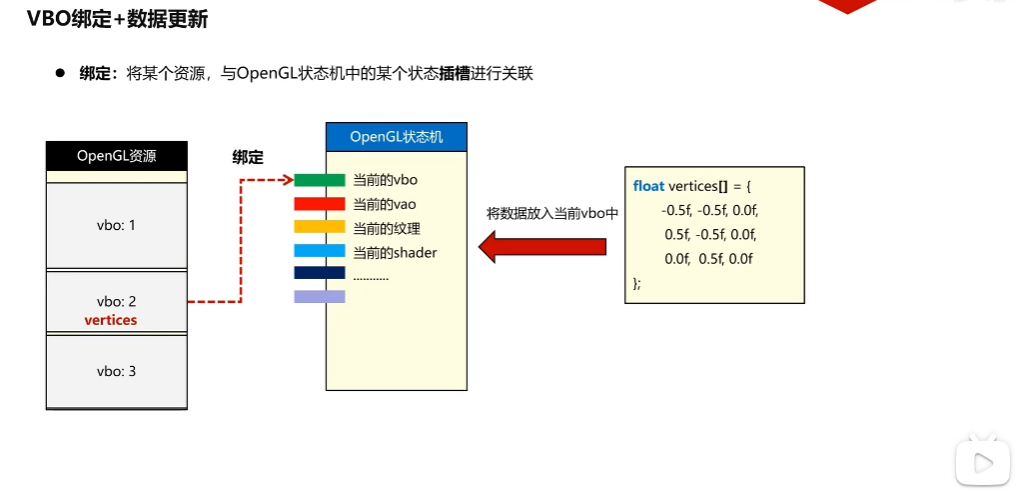 VBO绑定+数据更新
● 绑定：将某个资源，与OpenGL状态机中的某个状态插槽进行关联
OpenGL资源
vbo: 1
vbo: 2
vertices
vbo: 3
绑定
OpenGL状态机
当前的vbo
当前的vao
当前的纹理
当前的shader
...........
将数据放入当前vbo中
float vertices[] = {
-0.5f, -0.5f, 0.0f,
0.5f, -0.5f, 0.0f,
0.0f, 0.5f, 0.0f
};